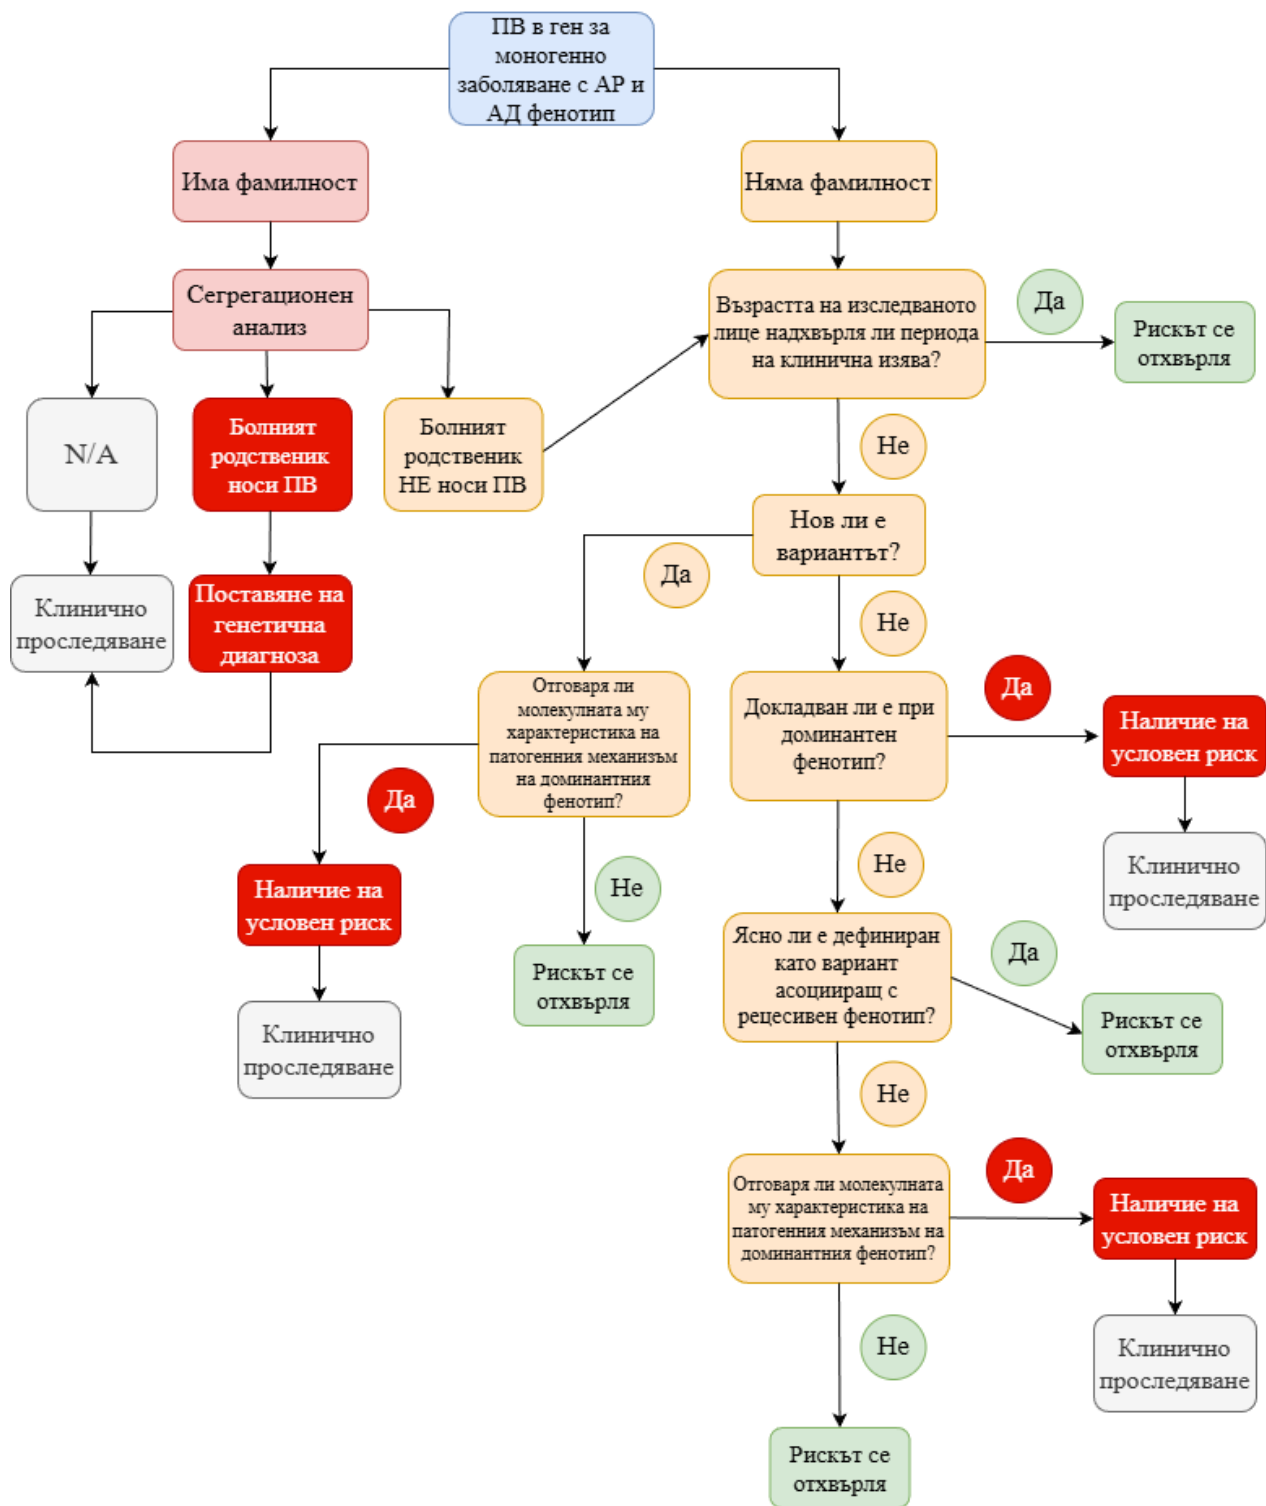 ПВ в ген за
моногенно
заболяване с АР и
АД фенотип
Има фамилност
Няма фамилност
Сегрегационен
анализ
Възрастта на изследваното
лице надхвърля ли периода
на клинична изява?
Да
Рискът се
отхвърля
N/A
Болният
родственик
носи ПВ
Болният
родственик
НЕ носи ПВ
Не
Нов ли е
вариантът?
Да
Не
Клинично
проследяване
Поставяне на
генетична
диагноза
Отговаря ли
молекулната му
характеристика на
патогенния механизъм
на доминантния
фенотип?
Докладван ли е при
доминантен
фенотип?
Да
Наличие на
условен риск
Клинично
проследяване
Да
Наличие на
условен риск
Клинично
проследяване
Не
Рискът се
отхвърля
Не
Ясно ли е дефиниран
като вариант
асоцииращ с
рецесивен фенотип?
Да
Рискът се
отхвърля
Не
Отговаря ли молекулната
му характеристика на
патогенния механизъм на
доминантния фенотип?
Да
Наличие на
условен риск
Клинично
проследяване
Не
Рискът се
отхвърля